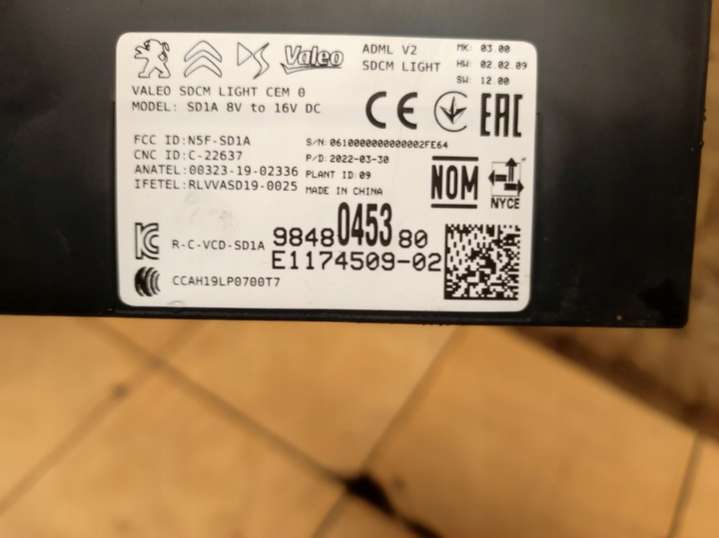 Valeo
ADML V2
SDCM LIGHT
MK: 03.00
HW: 02.02.09
SW: 12.00
VALEO SDCM LIGHT CEM 0
MODEL: SD1A 8V to 16V DC
CE
EAC
FCC ID:N5F-SD1A
CNC ID:C-22637
ANATEL:00323-19-02336
IFETEL:RLVVASD19-0025
S/N:0610000000000002FE64
P/D:2022-03-30
PLANT ID:09
MADE IN CHINA
NOM
NYCE
R-C-VCD-SD1A
9848045380
E1174509-02
CCAH19LP0700T7